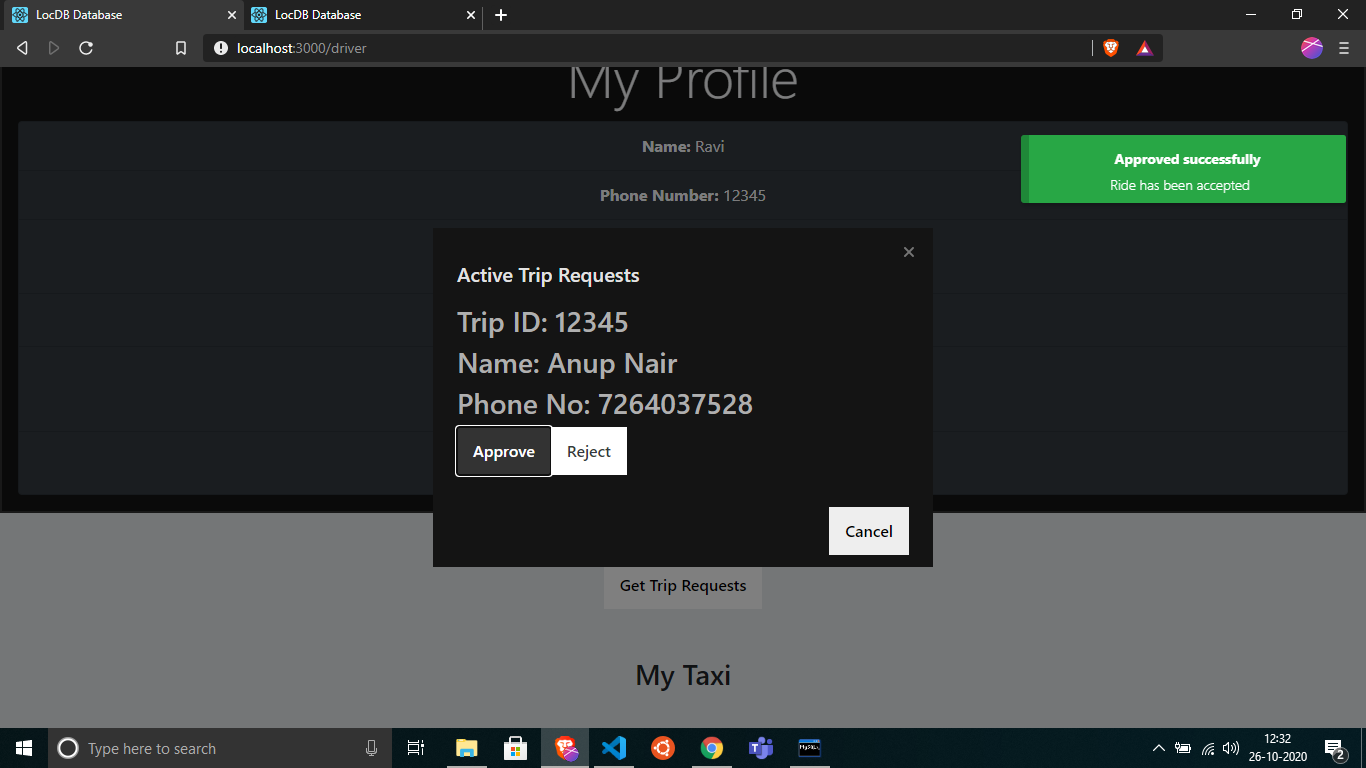 LocDB Database
LocDB Database
localhost:3000/driver
My Profile
Name: Ravi
Approved successfully
Ride has been accepted
Phone Number: 12345
Active Trip Requests
Trip ID: 12345
Name: Anup Nair
Phone No: 7264037528
Approve Reject
Cancel
Get Trip Requests
My Taxi
Type here to search
MySQL
12:32
26-10-2020
2